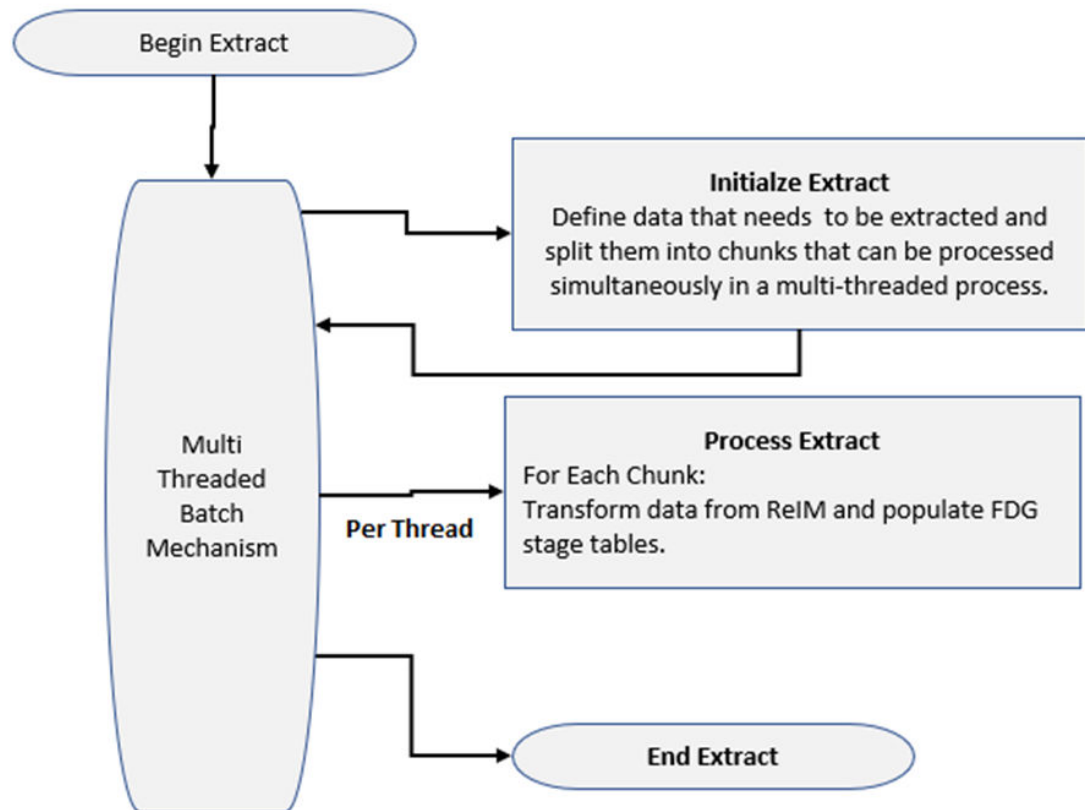 Begin Extract
Initialze Extract
Define data that needs to be extracted and
split them into chunks that can be processed
simultaneously in a multi-threaded process.
Multi
Threaded
Batch
Mechanism
Per Thread
Process Extract
For Each Chunk:
Transform data from ReIM and populate FDG
stage tables.
End Extract